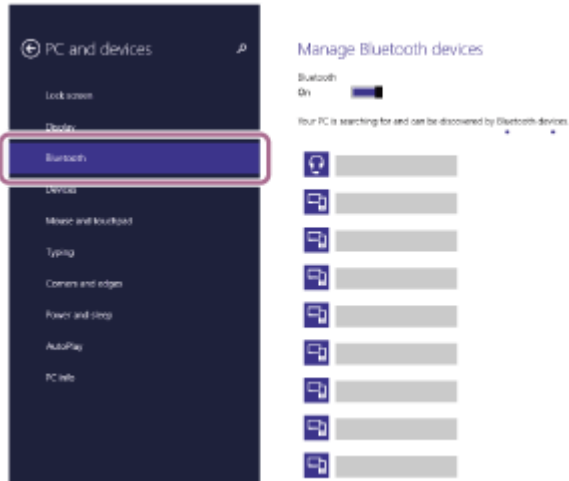 PC and devices
Lock screen
Display
Bluetooth
Devices
Mouse and touchpad
Typing
Corners and edges
Power and sleep
AutoPlay
PC info
Manage Bluetooth devices
Bluetooth
On
Your PC is searching for and can be discovered by Bluetooth devices.